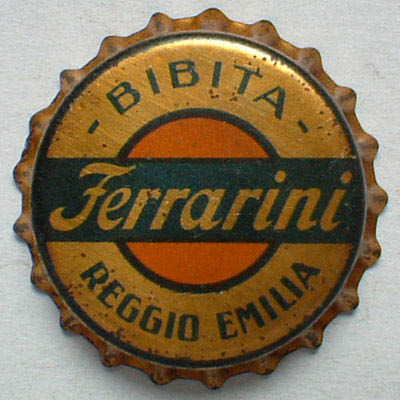 - BIBITA -
Ferrarini
REGGIO EMILIA